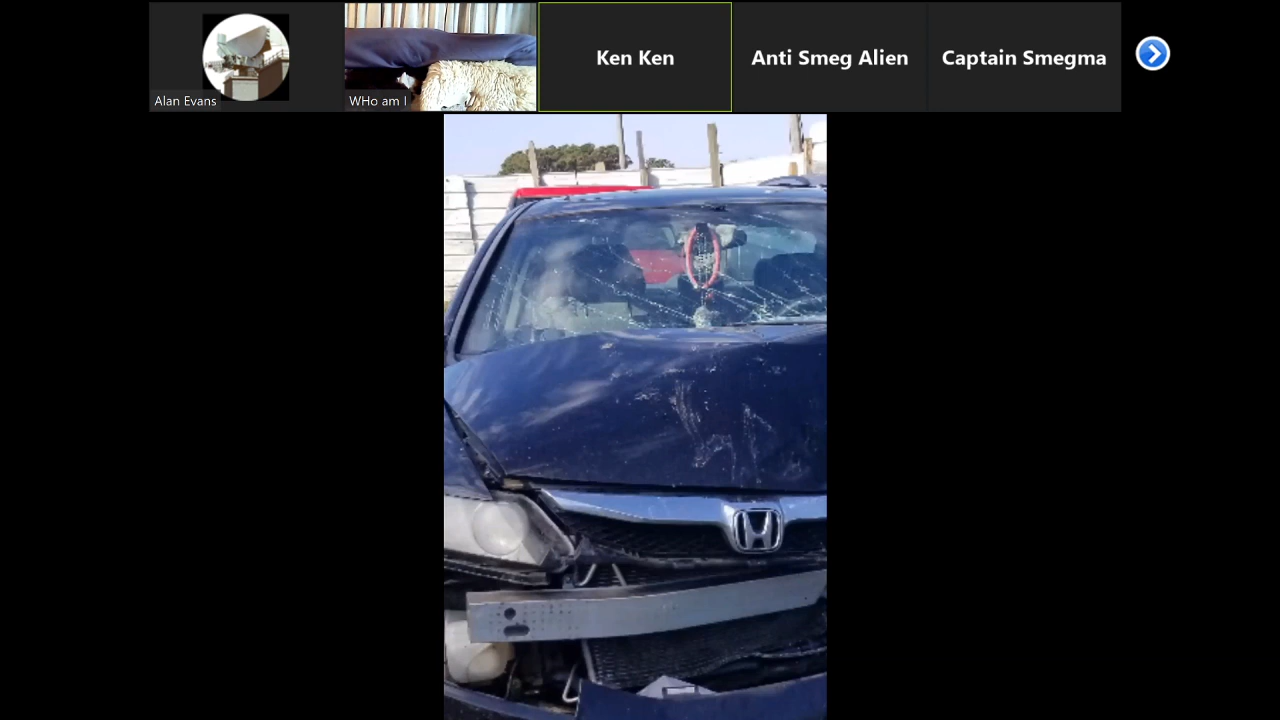 Alan Evans
WHo am I
Ken Ken
Anti Smeg Alien
Captain Smegma